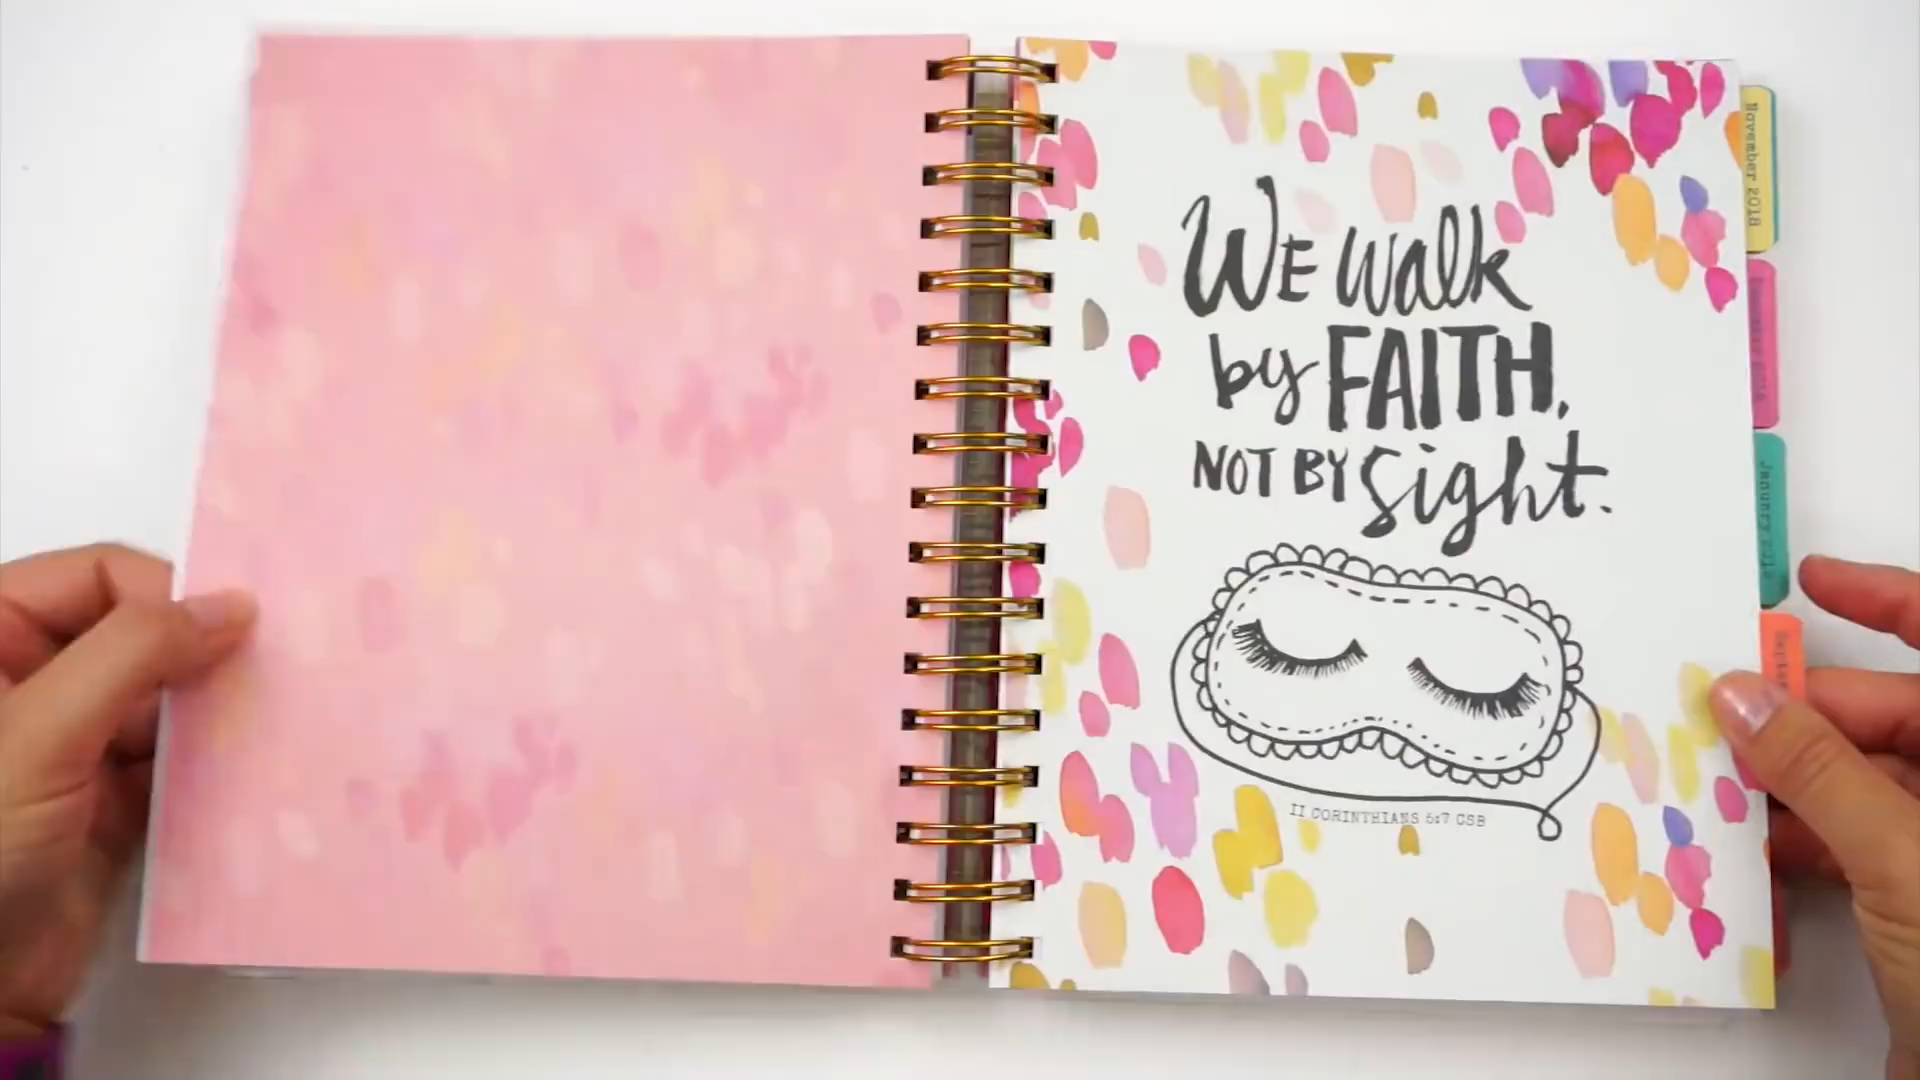 We walk
by FAITH,
NOT BY Sight.
II CORINTHIANS 5:7 CSB
November 2018
January 2019